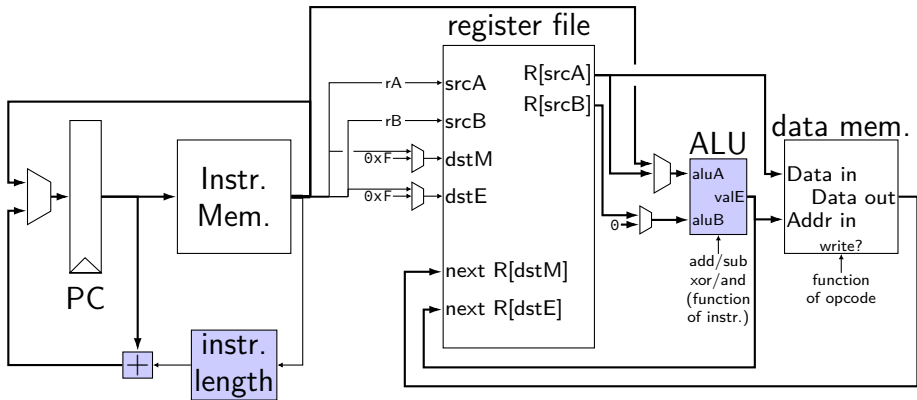 register file
rA
srcA
R[srcA]
rB
srcB
R[srcB]
0xF
dstM
0xF
dstE
next R[dstM]
next R[dstE]
Instr.
Mem.
PC
+
instr.
length
0
ALU
aluA
valE
aluB
add/sub
xor/and
(function
of instr.)
data mem.
Data in
Data out
Addr in
write?
function
of opcode